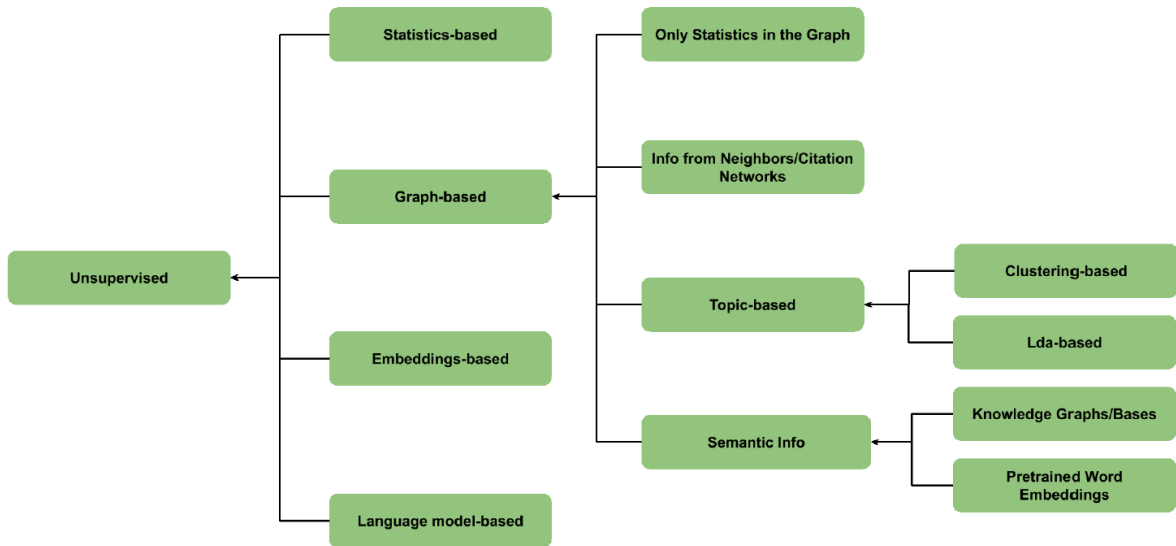 Statistics-based
Only Statistics in the Graph
Info from Neighbors/Citation
Networks
Graph-based
Unsupervised
Clustering-based
Topic-based
Lda-based
Embeddings-based
Knowledge Graphs/Bases
Semantic Info
Pretrained Word
Embeddings
Language model-based